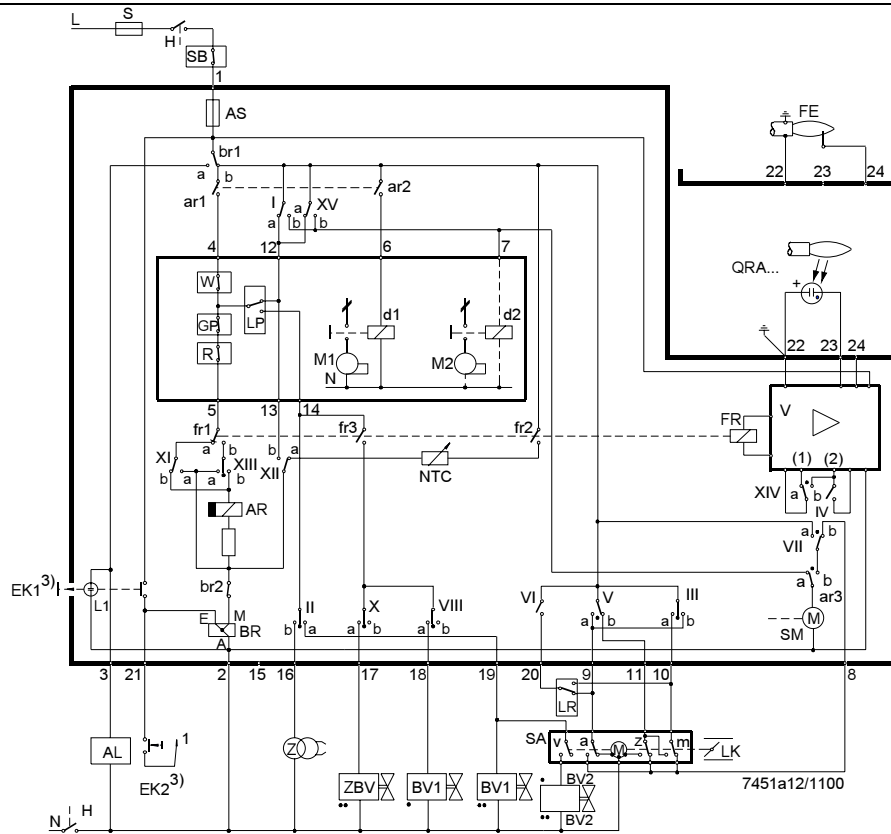 L S H
SB
1
AS
FE
br1
a b
22 23 24
ar1 ar2
I XV
a b a b
4 12 6 7
QRA...
+
W
LP
d1 d2
GP
22 23 24
R
M1 M2
N
V
5 13 14
FR
fr1 fr3 fr2
a b b a
(1) (2)
XI XIII XII
NTC
b a a b
XIV a b IV
AR
a b
VII
br2
a b
EK1 3)
L1
ar3
E M
BR
A
II X VIII VI V III
M
SM
b a a b a b a b a b
3 21 2 15 16 17 18 19 20 9 11 10 8
LR
1
SA v a M z m
LK
AL
Z
EK2 3)
ZBV BV1 BV1 BV2
BV2
7451a12/1100
N H